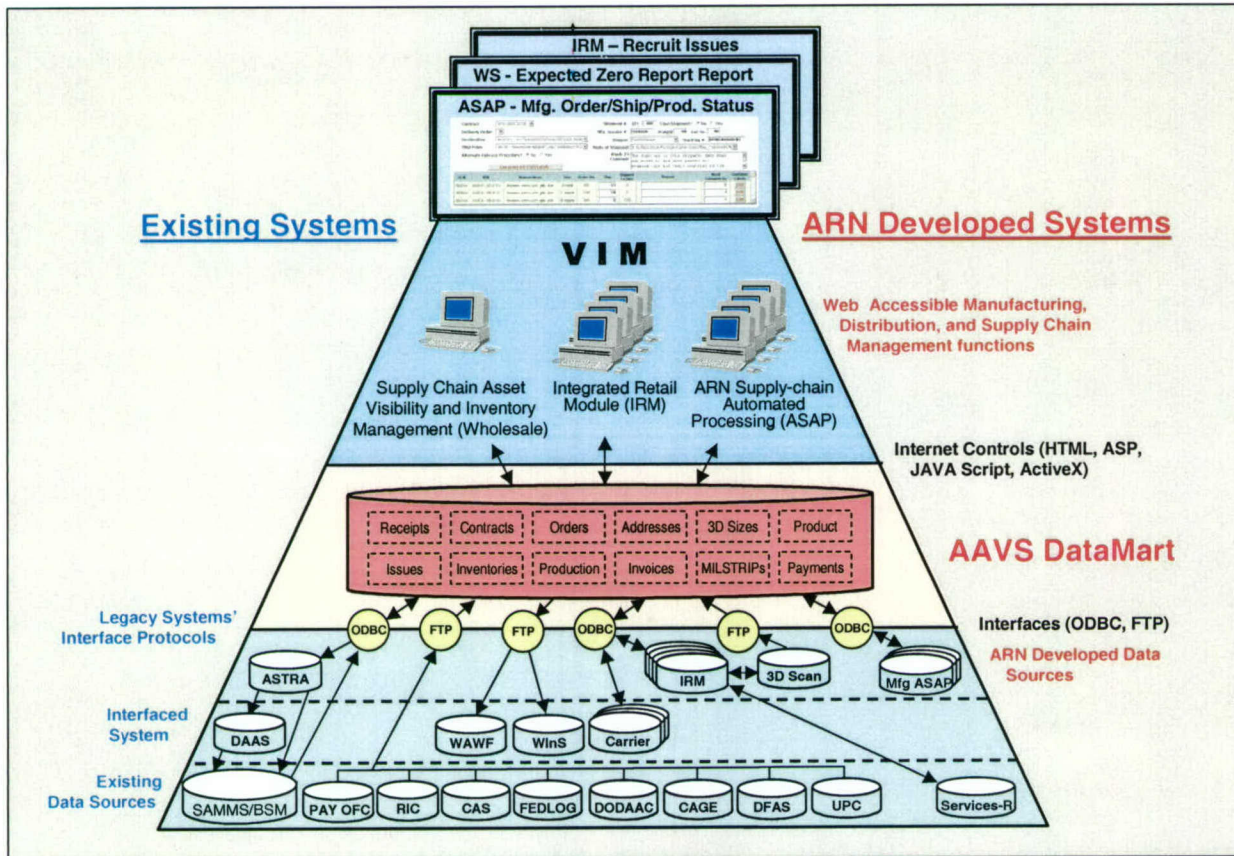 IRM – Recruit Issues
WS - Expected Zero Report Report
ASAP - Mfg. Order/Ship/Prod. Status
Existing Systems
ARN Developed Systems
VIM
Web Accessible Manufacturing,
Distribution, and Supply Chain
Management functions
Supply Chain Asset
Visibility and Inventory
Management (Wholesale)
Integrated Retail
Module (IRM)
ARN Supply-chain
Automated
Processing (ASAP)
Internet Controls (HTML, ASP,
JAVA Script, ActiveX)
Receipts
Contracts
Orders
Addresses
3D Sizes
Product
Issues
Inventories
Production
Invoices
MILSTRIPs
Payments
AAVS DataMart
Legacy Systems'
Interface Protocols
ODBC
FTP
FTP
ODBC
FTP
ODBC
Interfaces (ODBC, FTP)
ARN Developed Data
Sources
ASTRA
IRM
3D Scan
Mfg ASAP
Interfaced
System
DAAS
WAWF
WInS
Carrier
Existing
Data Sources
SAMMS/BSM
PAY OFC
RIC
CAS
FEDLOG
DODAAC
CAGE
DFAS
UPC
Services-R